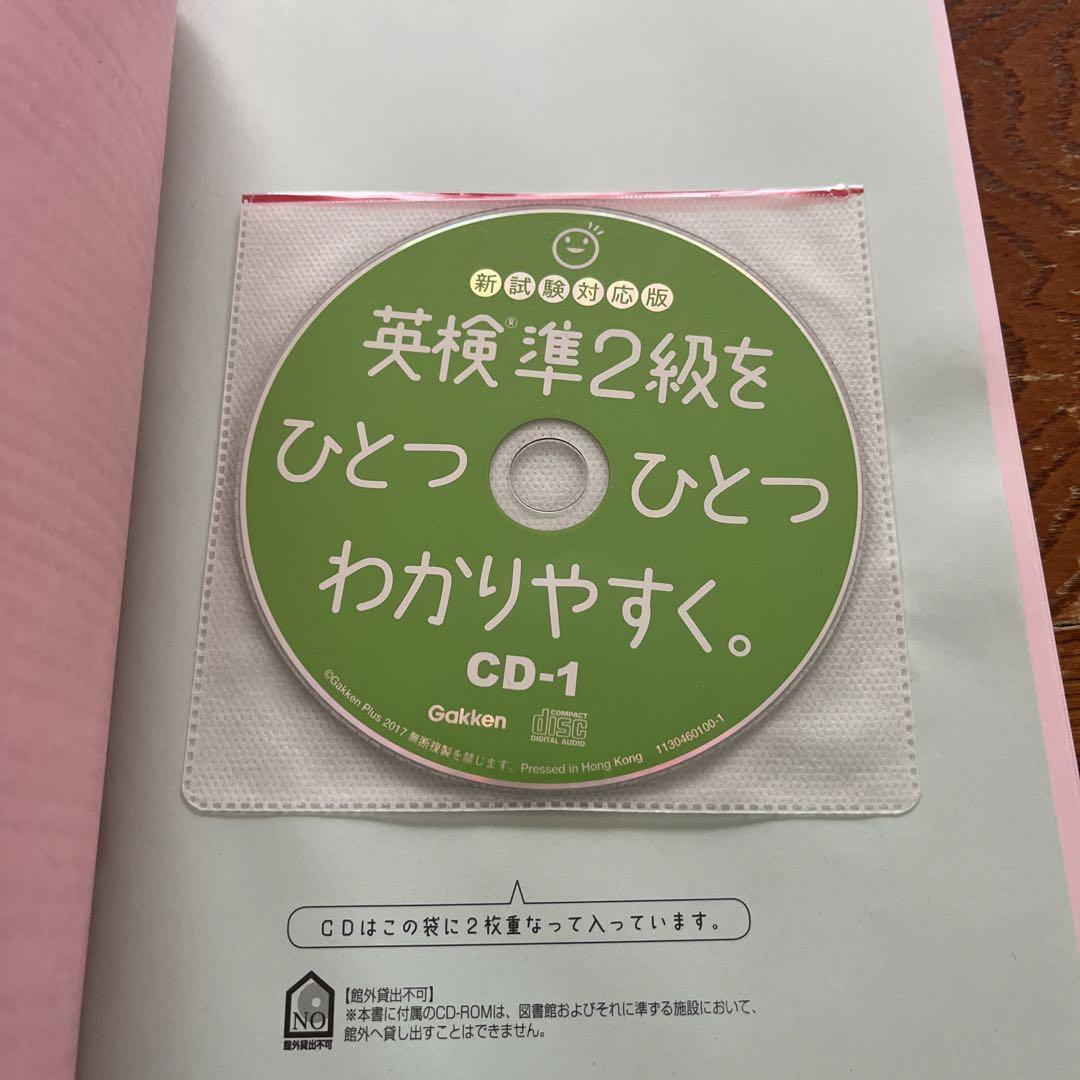 新試験対応版
英検®準2級を
ひとつ ひとつ
わかりやすく。
CD-1
Gakken
COMPACT
disc
DIGITAL AUDIO
©Gakken Plus 2017 無断複製を禁じます。Pressed in Hong Kong 1130460100-1
CDはこの袋に2枚重なって入っています。
NO
館外貸出不可
【館外貸出不可】
※本書に付属のCD-ROMは、図書館およびそれに準ずる施設において、
館外へ貸し出すことはできません。